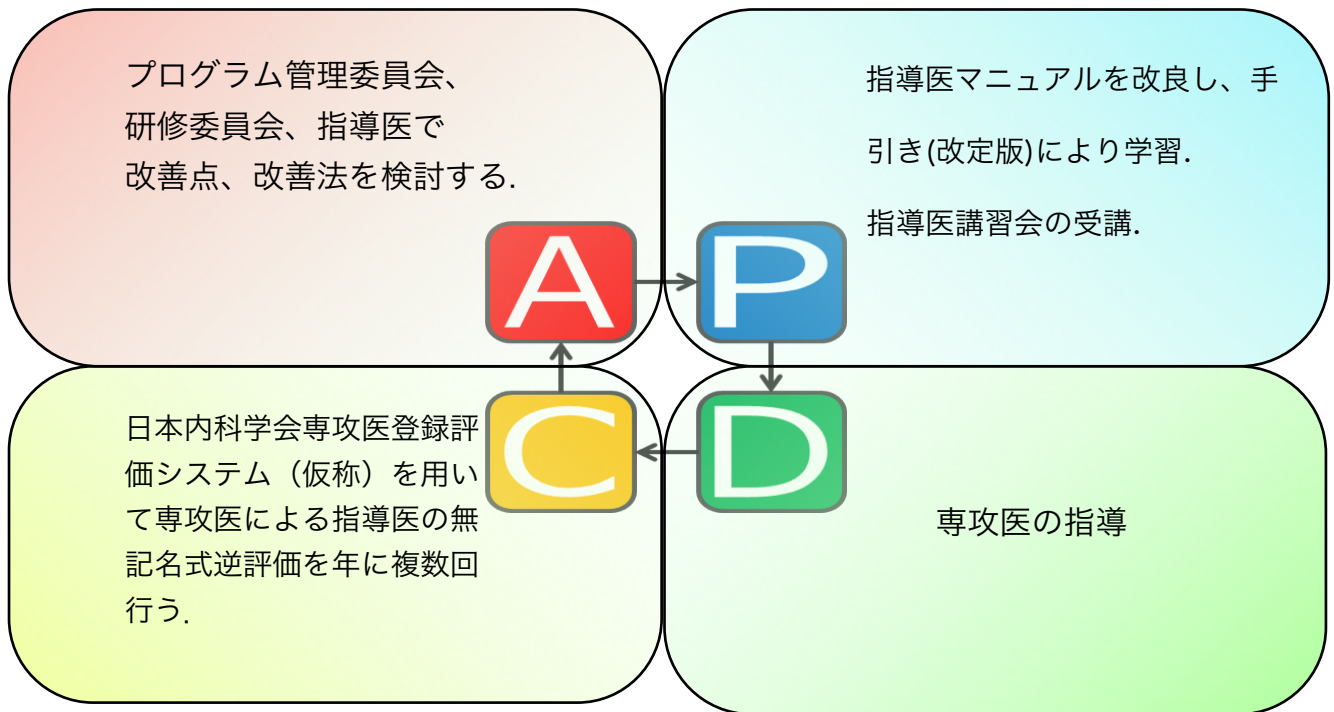 プログラム管理委員会、
研修委員会、指導医で
改善点、改善法を検討する.
指導医マニュアルを改良し、手
引き(改定版)により学習.
指導医講習会の受講.
A
P
日本内科学会専攻医登録評
価システム（仮称）を用い
て専攻医による指導医の無
記名式逆評価を年に複数回
行う.
C
D
専攻医の指導